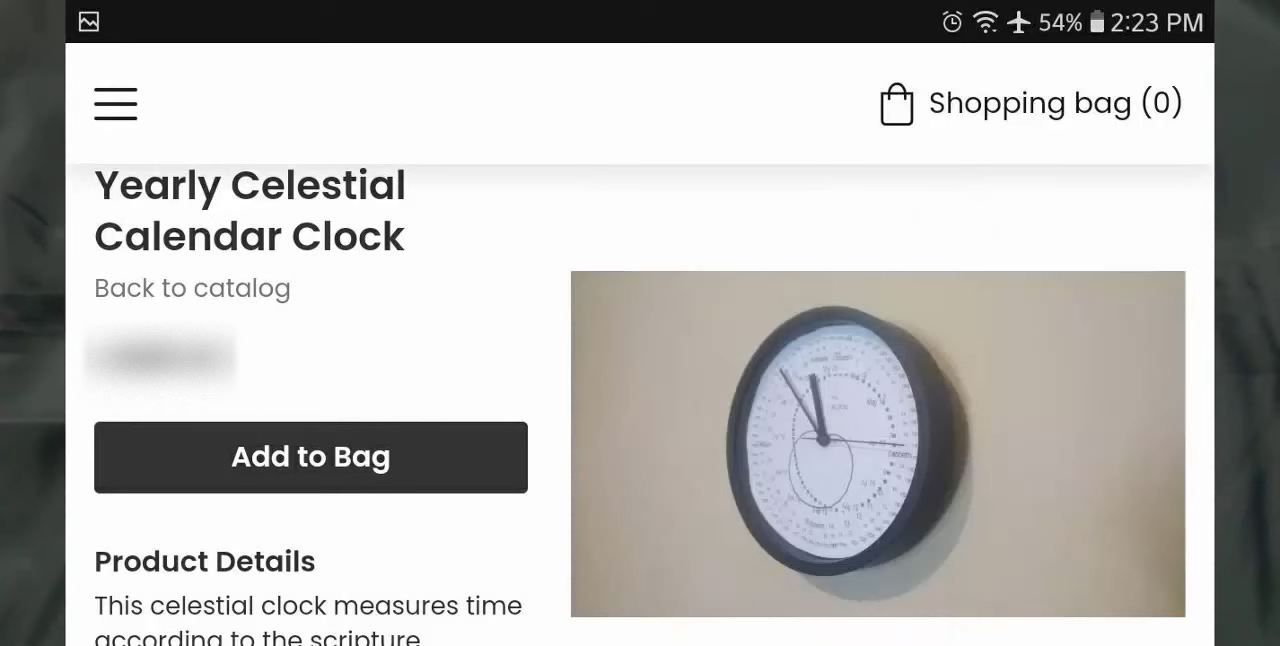 54% 2:23 PM
Shopping bag (0)
Yearly Celestial
Calendar Clock
Back to catalog
Add to Bag
Product Details
This celestial clock measures time
according to the scripture